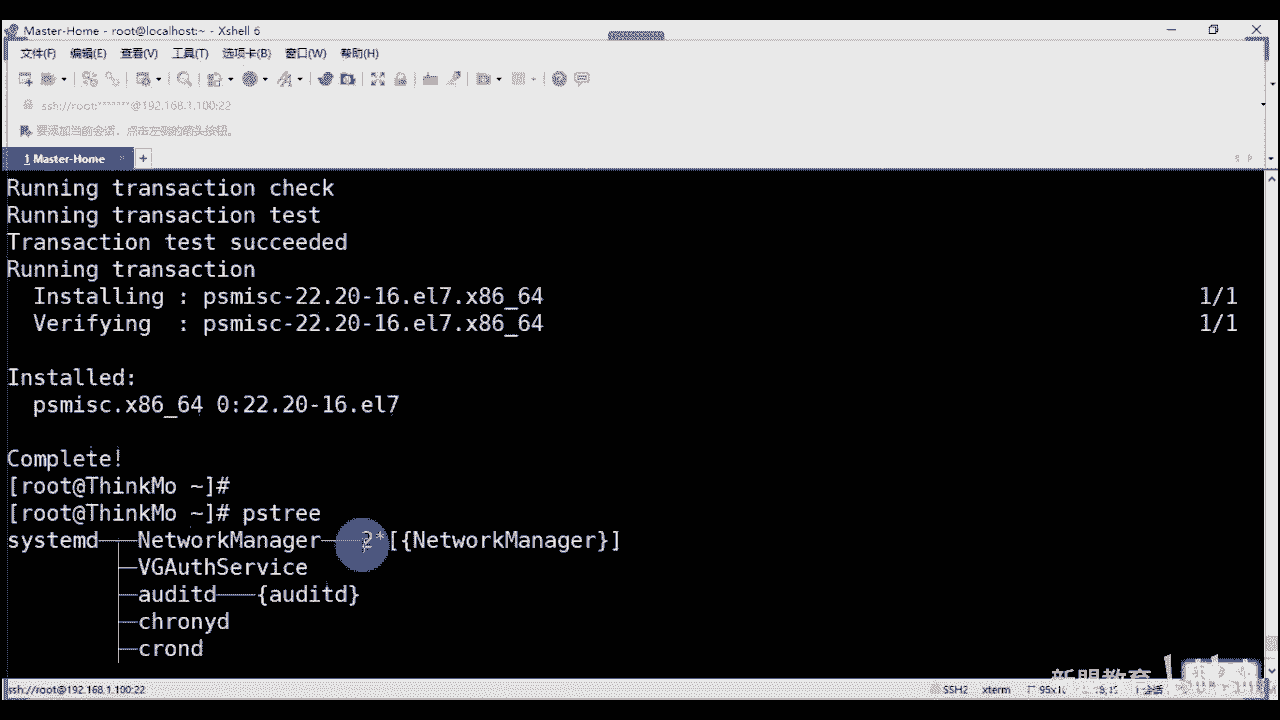 Master-Home - root@localhost:~ - Xshell 6
文件(F) 编辑(E) 查看(V) 工具(T) 选项卡(B) 窗口(W) 帮助(H)
ssh://root:*******@192.168.1.100:22
要添加当前会话，点击左侧的箭头按钮。
1 Master-Home
Running transaction check
Running transaction test
Transaction test succeeded
Running transaction
Installing : psmisc-22.20-16.el7.x86_64 1/1
Verifying : psmisc-22.20-16.el7.x86_64 1/1
Installed:
psmisc.x86_64 0:22.20-16.el7
Complete!
[root@ThinkMo ~]#
[root@ThinkMo ~]# pstree
systemd─┬─NetworkManager───2*[{NetworkManager}]
├─VGAuthService
├─auditd───{auditd}
├─chronyd
├─crond
ssh://root@192.168.1.100:22 SSH2 xterm
新盟教育